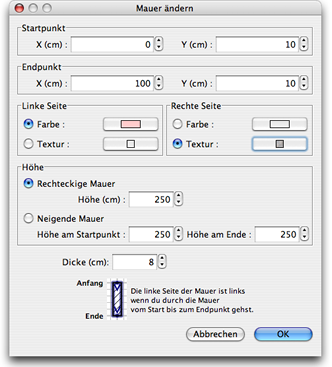 Mauer ändern
Startpunkt
X (cm) : 0 Y (cm) : 10
Endpunkt
X (cm) : 100 Y (cm) : 10
Linke Seite Rechte Seite
Farbe : Farbe :
Textur : Textur :
Höhe
Rechteckige Mauer
Höhe (cm) : 250
Neigende Mauer
Höhe am Startpunkt : 250 Höhe am Ende : 250
Dicke (cm): 8
Anfang
Die linke Seite der Mauer ist links
wenn du durch die Mauer
vom Start bis zum Endpunkt gehst.
Ende
Abbrechen OK